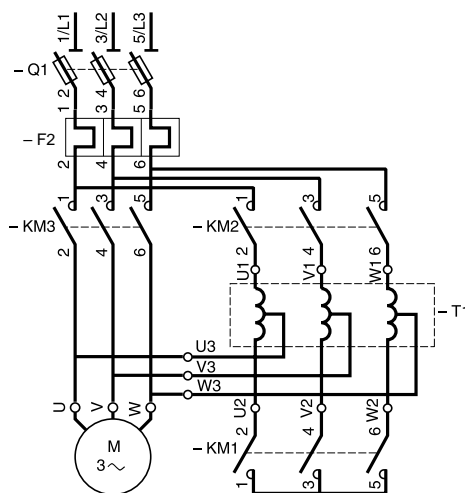 1/L1 3/L2 5/L3
– Q1
2 4 6
1 3 5
– F2
2 4 6
1 3 5 1 3 5
– KM3 – KM2
2 4 6 2 4 6
U1 V1 W1
– T1
U3
V3
W3
U V W U2 V2 W2
M
3 ~
2 4 6
– KM1
1 3 5